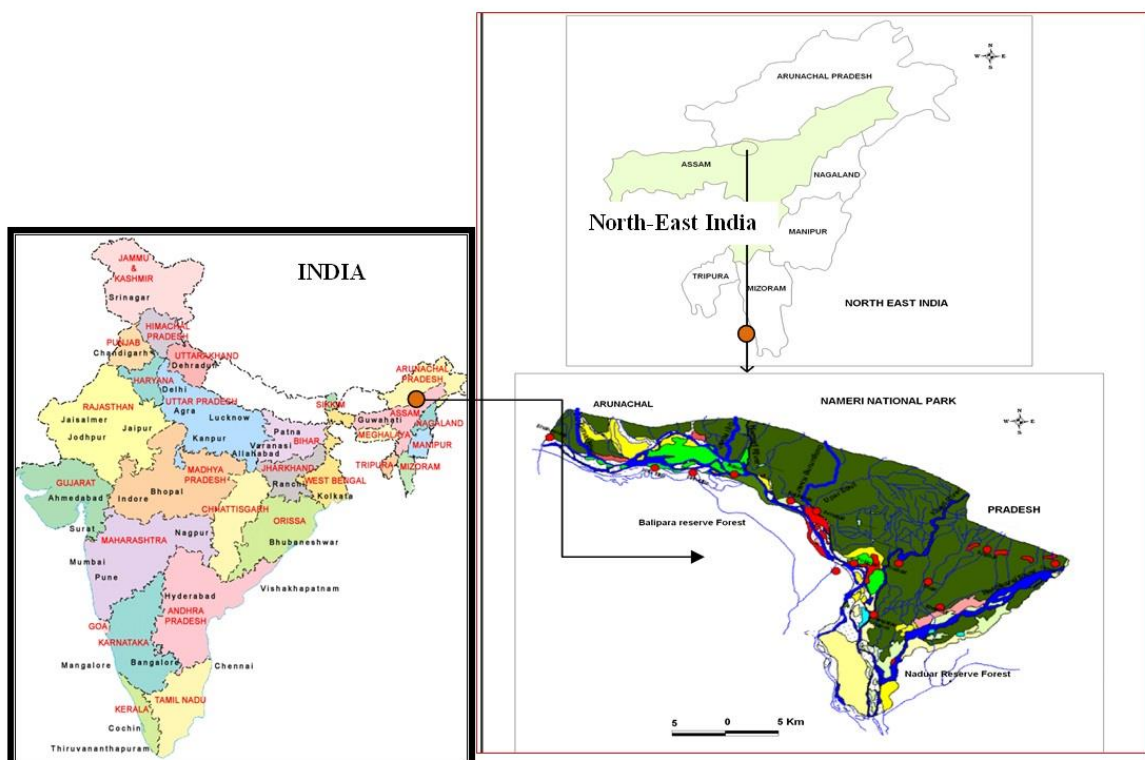 INDIA
JAMMU
&
KASHMIR
Srinagar
HIMACHAL
PRADESH
PUNJAB
Chandigarh
UTTARAKHAND
Dehradun
HARYANA
Delhi
UTTAR PRADESH
Agra
RAJASTHAN
Jaisalmer
Jaipur
Jodhpur
Lucknow
Kanpur
Patna
Varanasi
BIHAR
Allahabad
SIKKIM
ARUNACHAL
PRADESH
ASSAM
Guwahati
NAGALAND
MEGHALAYA
MANIPUR
TRIPURA
MIZORAM
JHARKHAND
Ranchi
WEST BENGAL
Kolkata
GUJARAT
Ahmedabad
MADHYA
PRADESH
Bhopal
Indore
CHHATTISGARH
Surat
ORISSA
Bhubaneshwar
MAHARASHTRA
Nagpur
Mumbai
Pune
Vishakhapatnam
Hyderabad
ANDHRA
PRADESH
GOA
KARNATAKA
Bangalore
Mangalore
Chennai
KERALA
TAMIL NADU
Cochin
Thiruvananthapuram
N
W E
S
ARUNACHAL PRADESH
ASSAM
NAGALAND
North-East India
MANIPUR
TRIPURA
MIZORAM
NORTH EAST INDIA
ARUNACHAL
NAMERI NATIONAL PARK
N
W E
S
Balipara reserve Forest
PRADESH
Naduar Reserve Forest
5 0 5 Km